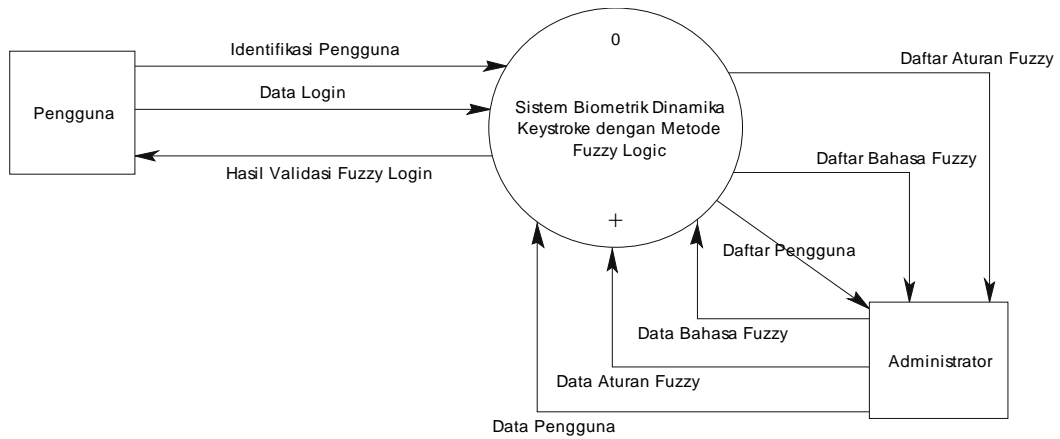 0
Identifikasi Pengguna
Daftar Aturan Fuzzy
Data Login
Pengguna
Sistem Biometrik Dinamika
Keystroke dengan Metode
Fuzzy Logic
Daftar Bahasa Fuzzy
Hasil Validasi Fuzzy Login
+
Daftar Pengguna
Data Bahasa Fuzzy
Administrator
Data Aturan Fuzzy
Data Pengguna